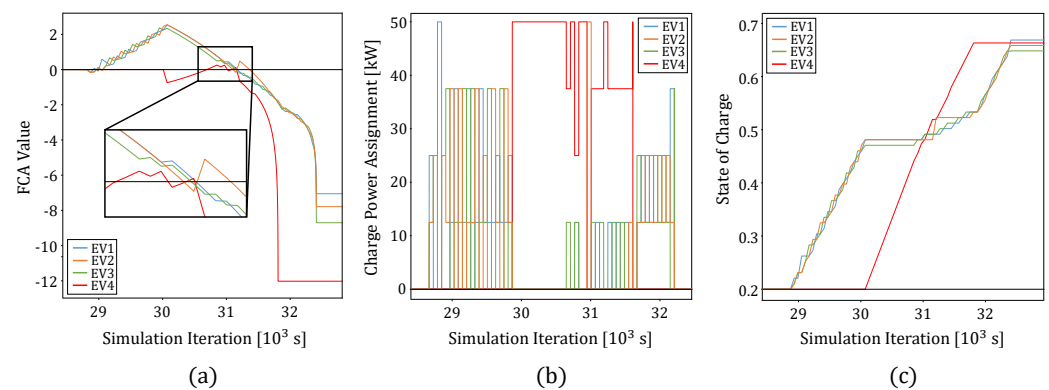 FCA Value
2
0
-2
-4
-6
-8
-10
-12
EV1
EV2
EV3
EV4
29 30 31 32
Simulation Iteration [10³ s]
(a)
Charge Power Assignment [kW]
50
40
30
20
10
0
EV1
EV2
EV3
EV4
29 30 31 32
Simulation Iteration [10³ s]
(b)
State of Charge
0.7
0.6
0.5
0.4
0.3
0.2
EV1
EV2
EV3
EV4
29 30 31 32
Simulation Iteration [10³ s]
(c)